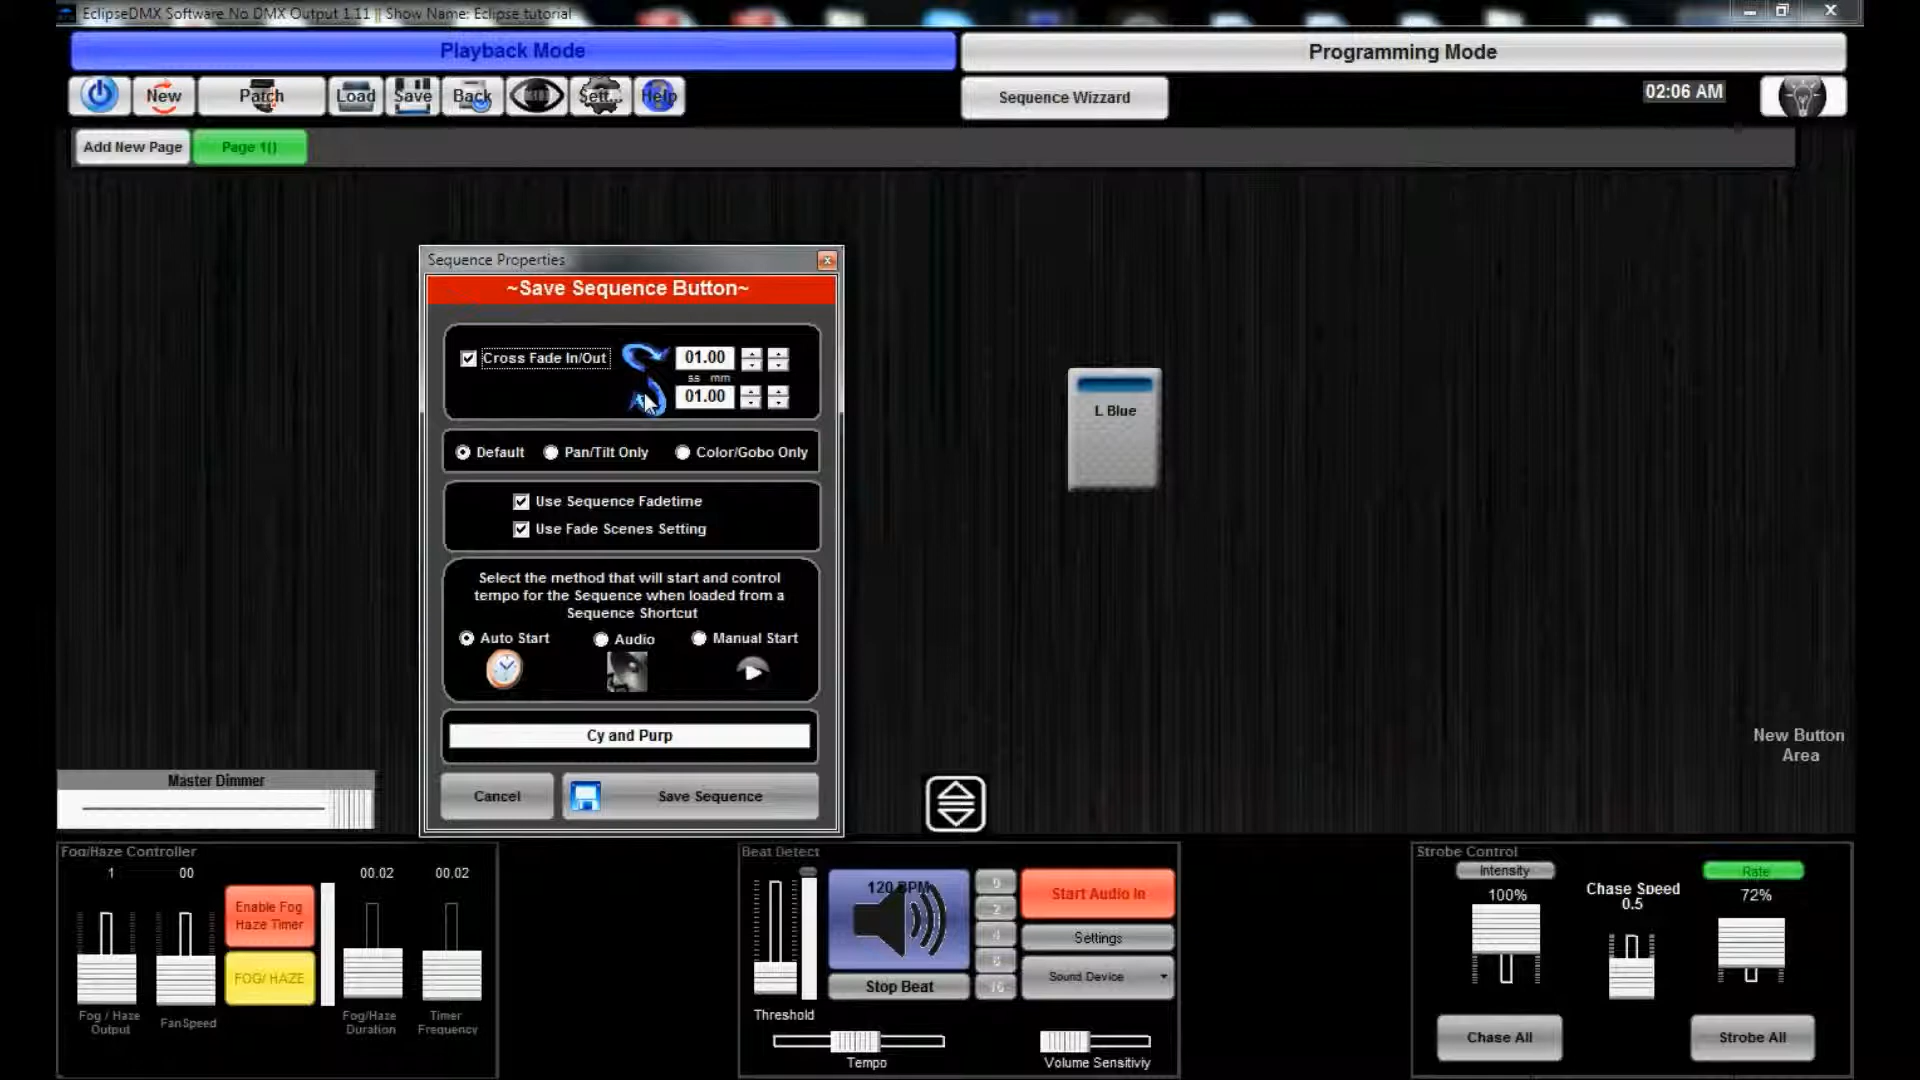 EclipseDMX Software No DMX Output 1.11 || Show Name: Eclipse tutorial
Playback Mode
Programming Mode
New
Patch
Load
Save
Back
Sett...
Help
Sequence Wizzard
02:06 AM
Add New Page
Page 1()
Sequence Properties
~Save Sequence Button~
Cross Fade In/Out
01.00
ss mm
01.00
Default
Pan/Tilt Only
Color/Gobo Only
Use Sequence Fadetime
Use Fade Scenes Setting
Select the method that will start and control
tempo for the Sequence when loaded from a
Sequence Shortcut
Auto Start
Audio
Manual Start
Cy and Purp
Cancel
Save Sequence
L Blue
New Button
Area
Master Dimmer
Fog/Haze Controller
1
00
00.02
00.02
Enable Fog
Haze Timer
FOG/ HAZE
Fog / Haze
Output
FanSpeed
Fog/Haze
Duration
Timer
Frequency
Beat Detect
120 BPM
Stop Beat
Threshold
Tempo
2
4
16
Start Audio In
Settings
Sound Device
Volume Sensitiviy
Strobe Control
Intensity
100%
Chase Speed
0.5
Rate
72%
Chase All
Strobe All